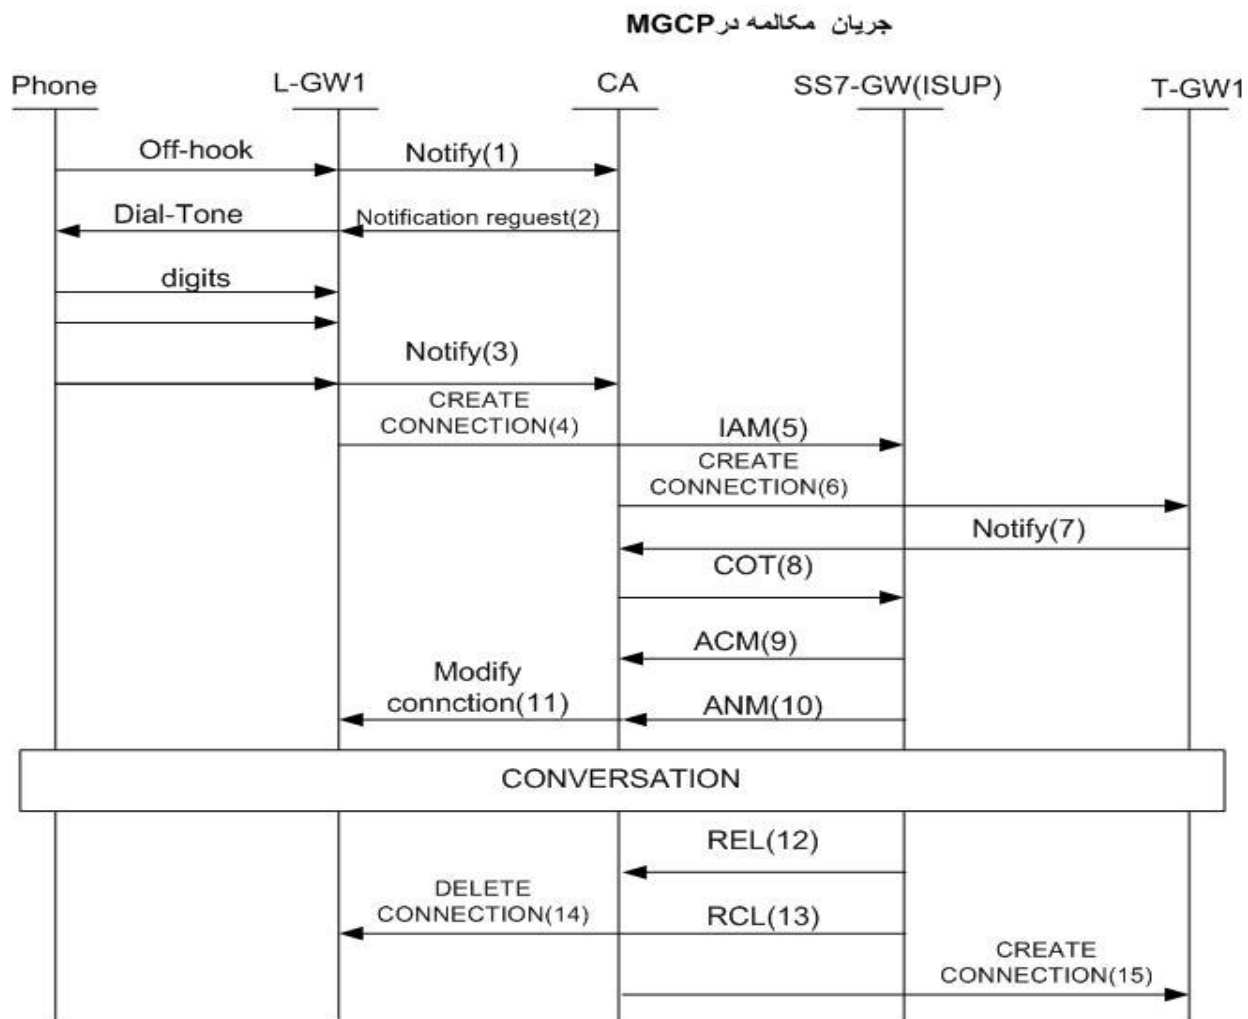 جریان مکالمه در MGCP
Phone
L-GW1
CA
SS7-GW(ISUP)
T-GW1
Off-hook
Notify(1)
Dial-Tone
Notification reguest(2)
digits
Notify(3)
CREATE
CONNECTION(4)
IAM(5)
CREATE
CONNECTION(6)
Notify(7)
COT(8)
ACM(9)
Modify
connction(11)
ANM(10)
CONVERSATION
REL(12)
DELETE
CONNECTION(14)
RCL(13)
CREATE
CONNECTION(15)